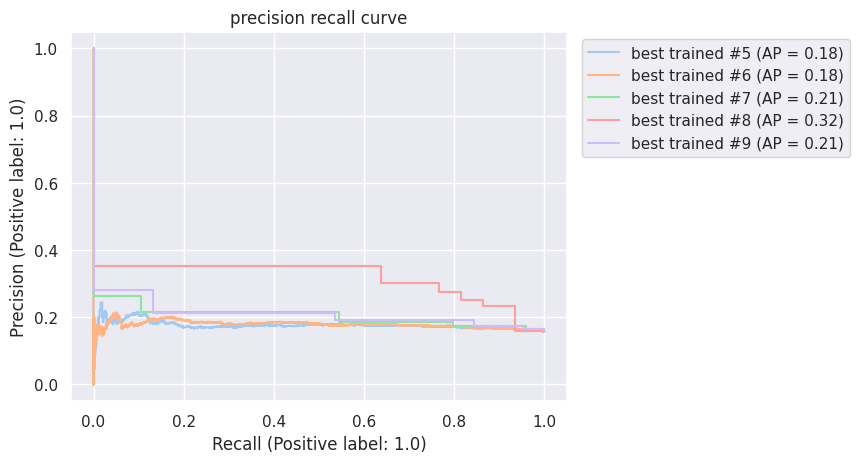 precision recall curve
best trained #5 (AP = 0.18)
best trained #6 (AP = 0.18)
best trained #7 (AP = 0.21)
best trained #8 (AP = 0.32)
best trained #9 (AP = 0.21)
Precision (Positive label: 1.0)
1.0
0.8
0.6
0.4
0.2
0.0
0.0 0.2 0.4 0.6 0.8 1.0
Recall (Positive label: 1.0)